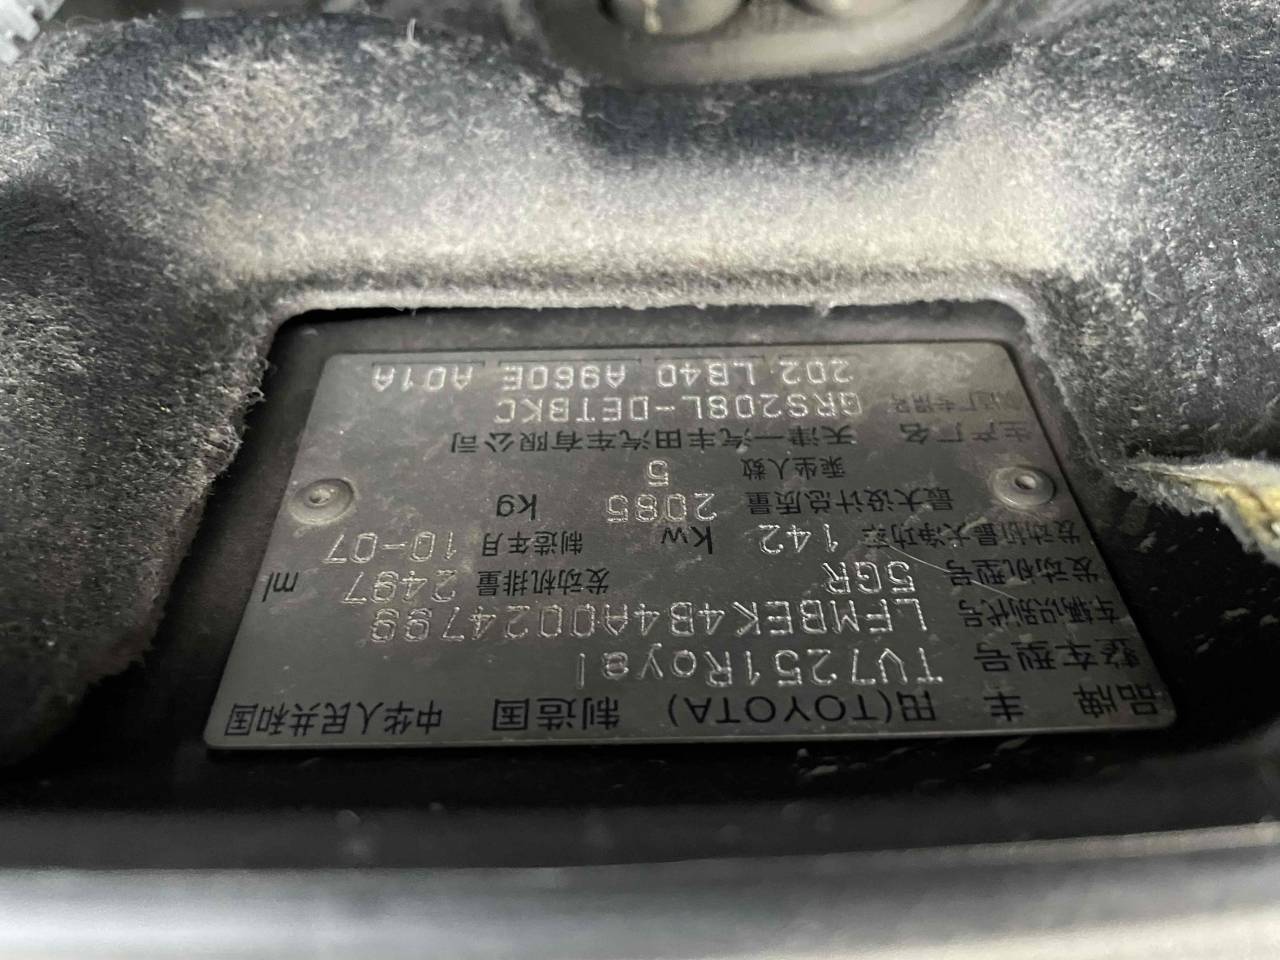 品牌 丰 田(TOYOTA) 制造国 中华人民共和国
整车型号 TV7251Royal
车辆识别代号 LFMBEK4B4A0024799
发动机型号 5GR 发动机排量 2497 ml
发动机最大净功率 142 kw 制造年月 10-07
最大设计总质量 2085 kg
乘坐人数 5
生产厂名 天津一汽丰田汽车有限公司
GRS208L-DETBKC
202 LB40 A960E A01A